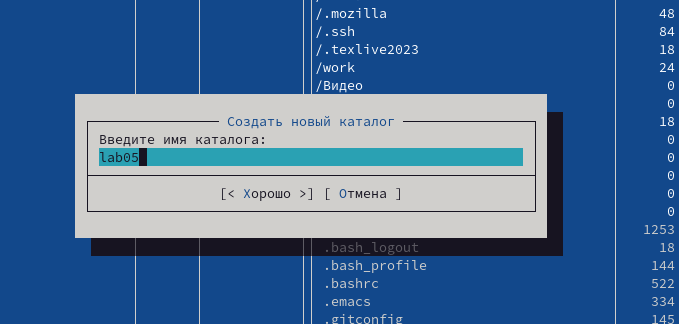 /.mozilla 48
/.ssh 84
/.texlive2023 18
/work 24
/Видео 0
0
Создать новый каталог
18
Введите имя каталога:
0
lab05
0
0
[< Хорошо >] [ Отмена ]
0
0
1253
.bash_logout 18
.bash_profile 144
.bashrc 522
.emacs 334
.gitconfig 145